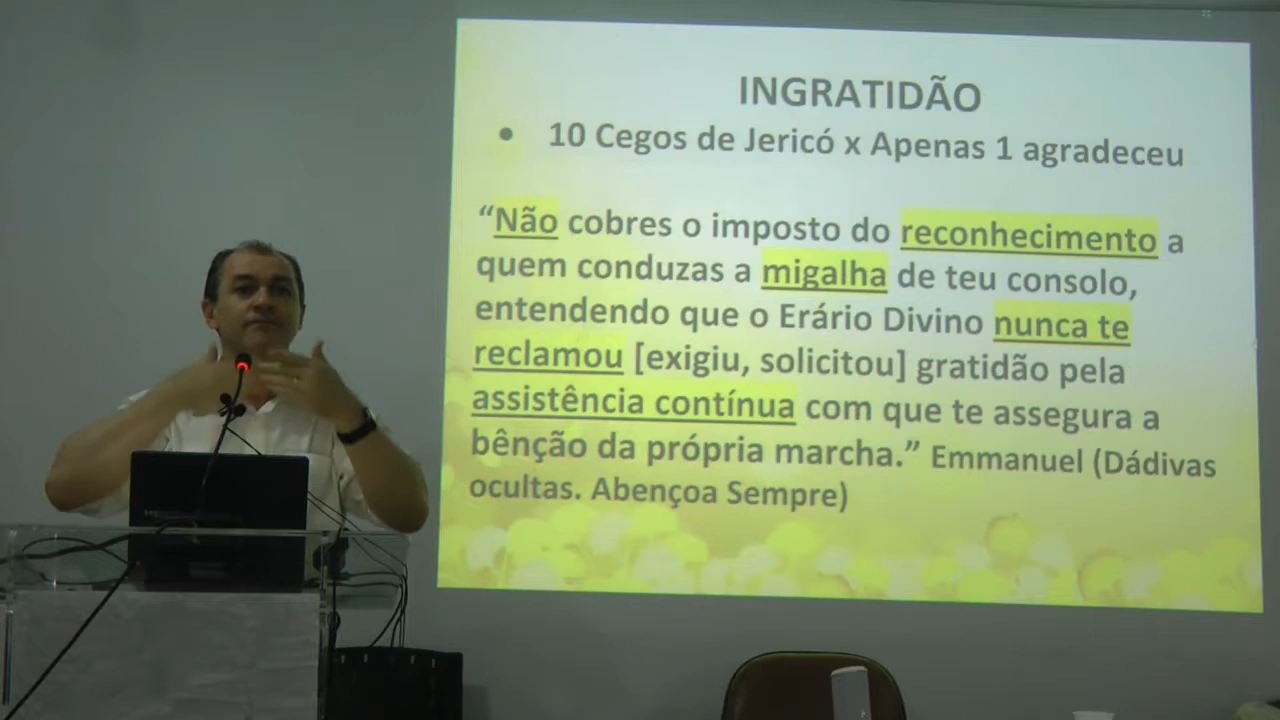 INGRATIDÃO
• 10 Cegos de Jericó x Apenas 1 agradeceu
“Não cobres o imposto do reconhecimento a
quem conduzas a migalha de teu consolo,
entendendo que o Erário Divino nunca te
reclamou [exigiu, solicitou] gratidão pela
assistência contínua com que te assegura a
bênção da própria marcha.” Emmanuel (Dádivas
ocultas. Abençoa Sempre)